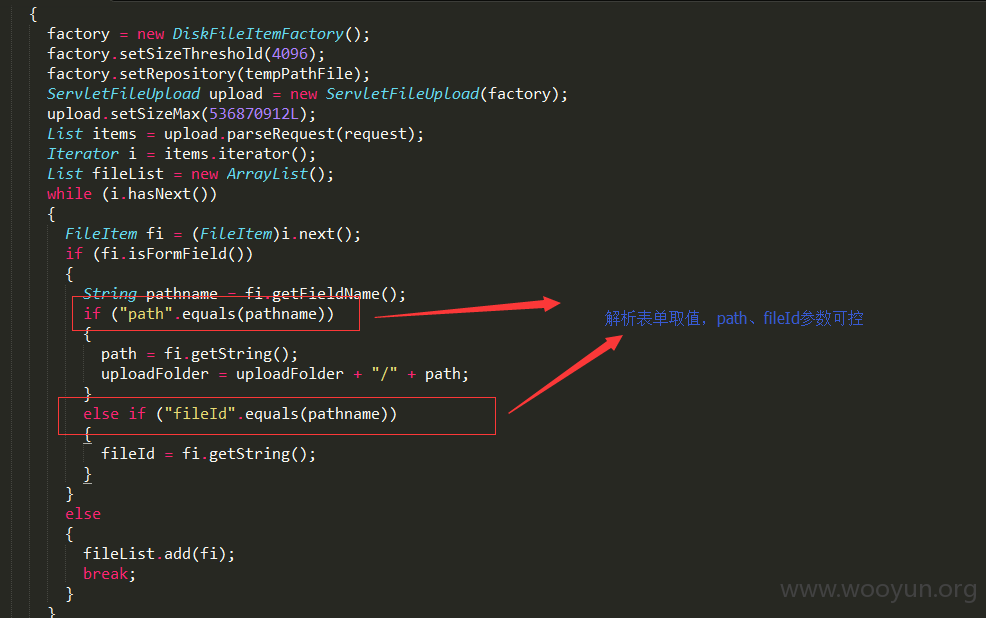 {
factory = new DiskFileItemFactory();
factory.setSizeThreshold(4096);
factory.setRepository(tempPathFile);
ServletFileUpload upload = new ServletFileUpload(factory);
upload.setSizeMax(536870912L);
List items = upload.parseRequest(request);
Iterator i = items.iterator();
List fileList = new ArrayList();
while (i.hasNext())
{
FileItem fi = (FileItem)i.next();
if (fi.isFormField())
{
String pathname = fi.getFieldName();
if ("path".equals(pathname))
解析表单取值，path、fileId参数可控
{
path = fi.getString();
uploadFolder = uploadFolder + "/" + path;
}
else if ("fileId".equals(pathname))
{
fileId = fi.getString();
}
}
else
{
fileList.add(fi);
break;
}
}
www.wooyun.org